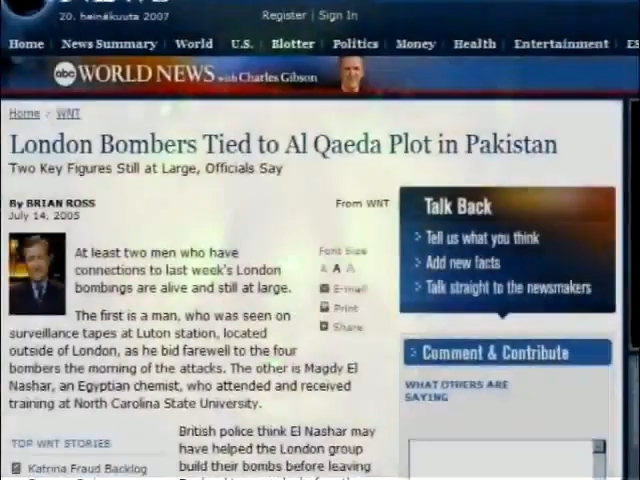 NEWS
20. heinäkuuta 2007
Register | Sign In
Home News Summary World U.S. Blotter Politics Money Health Entertainment ES
abc WORLD NEWS with Charles Gibson
Home > WNT
London Bombers Tied to Al Qaeda Plot in Pakistan
Two Key Figures Still at Large, Officials Say
By BRIAN ROSS
July 14, 2005
From WNT
At least two men who have
connections to last week's London
bombings are alive and still at large.
The first is a man, who was seen on
surveillance tapes at Luton station, located
outside of London, as he bid farewell to the four
bombers the morning of the attacks. The other is Magdy El
Nashar, an Egyptian chemist, who attended and received
training at North Carolina State University.
Font Size
A A A
E-mail
Print
Share
TOP WNT STORIES
Katrina Fraud Backlog
British police think El Nashar may
have helped the London group
build their bombs before leaving
Talk Back
> Tell us what you think
> Add new facts
> Talk straight to the newsmakers
> Comment & Contribute
WHAT OTHERS ARE
SAYING